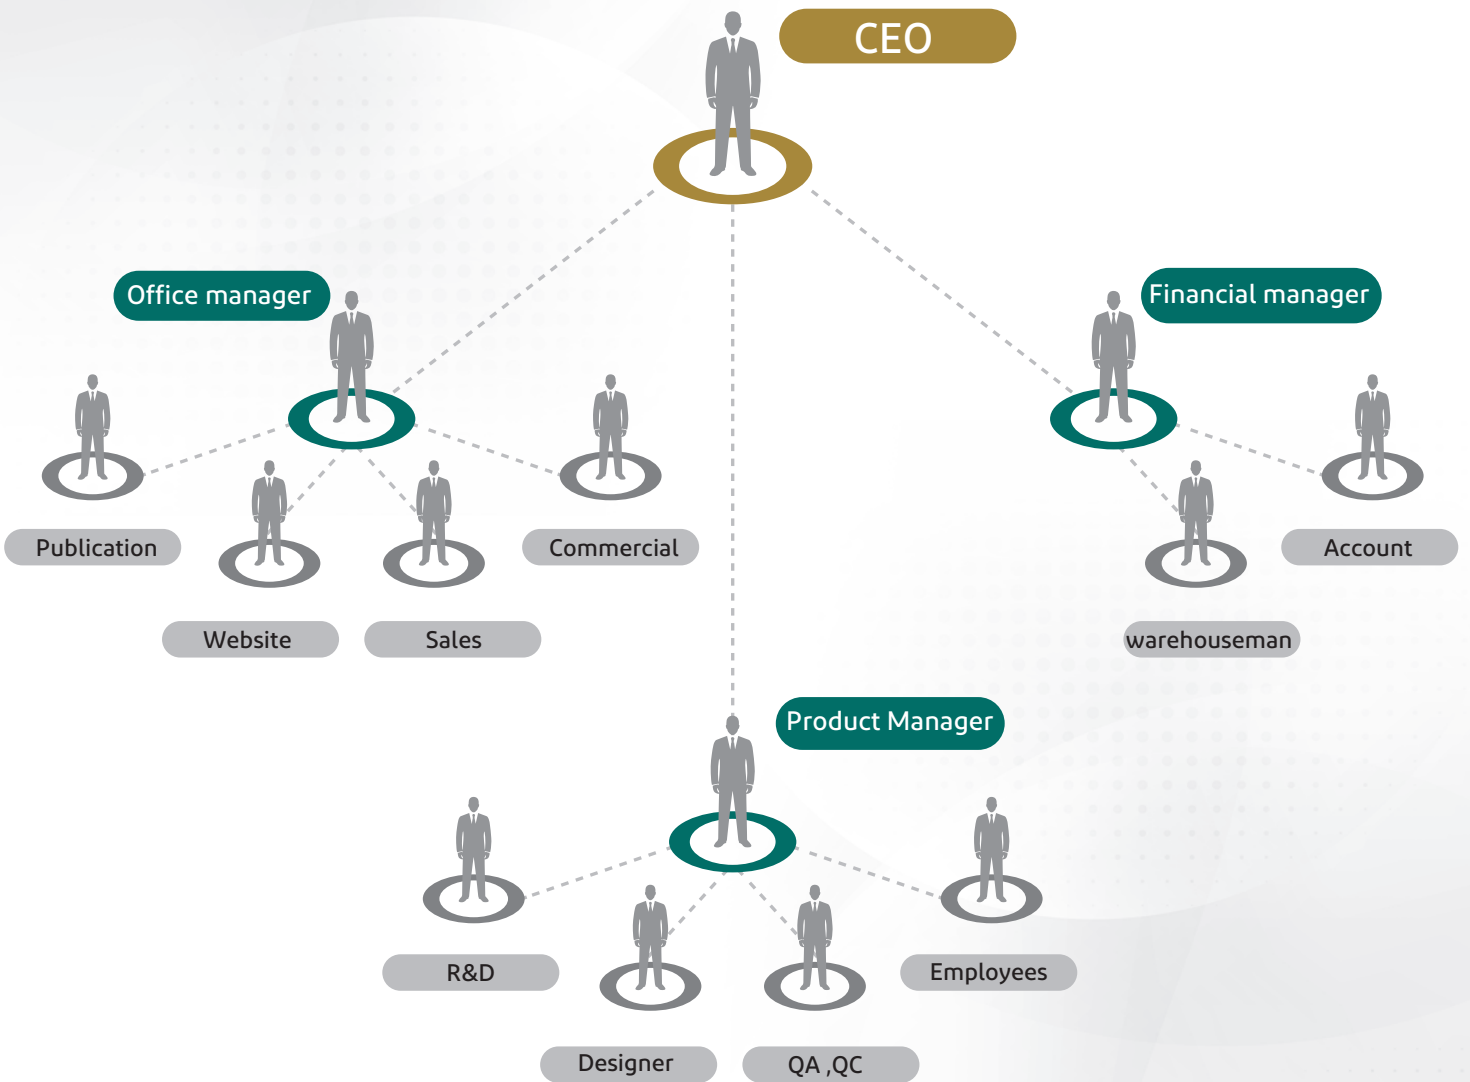 CEO
Office manager
Financial manager
Publication
Commercial
Account
Website
Sales
warehouseman
Product Manager
R&D
Employees
Designer
QA ,QC